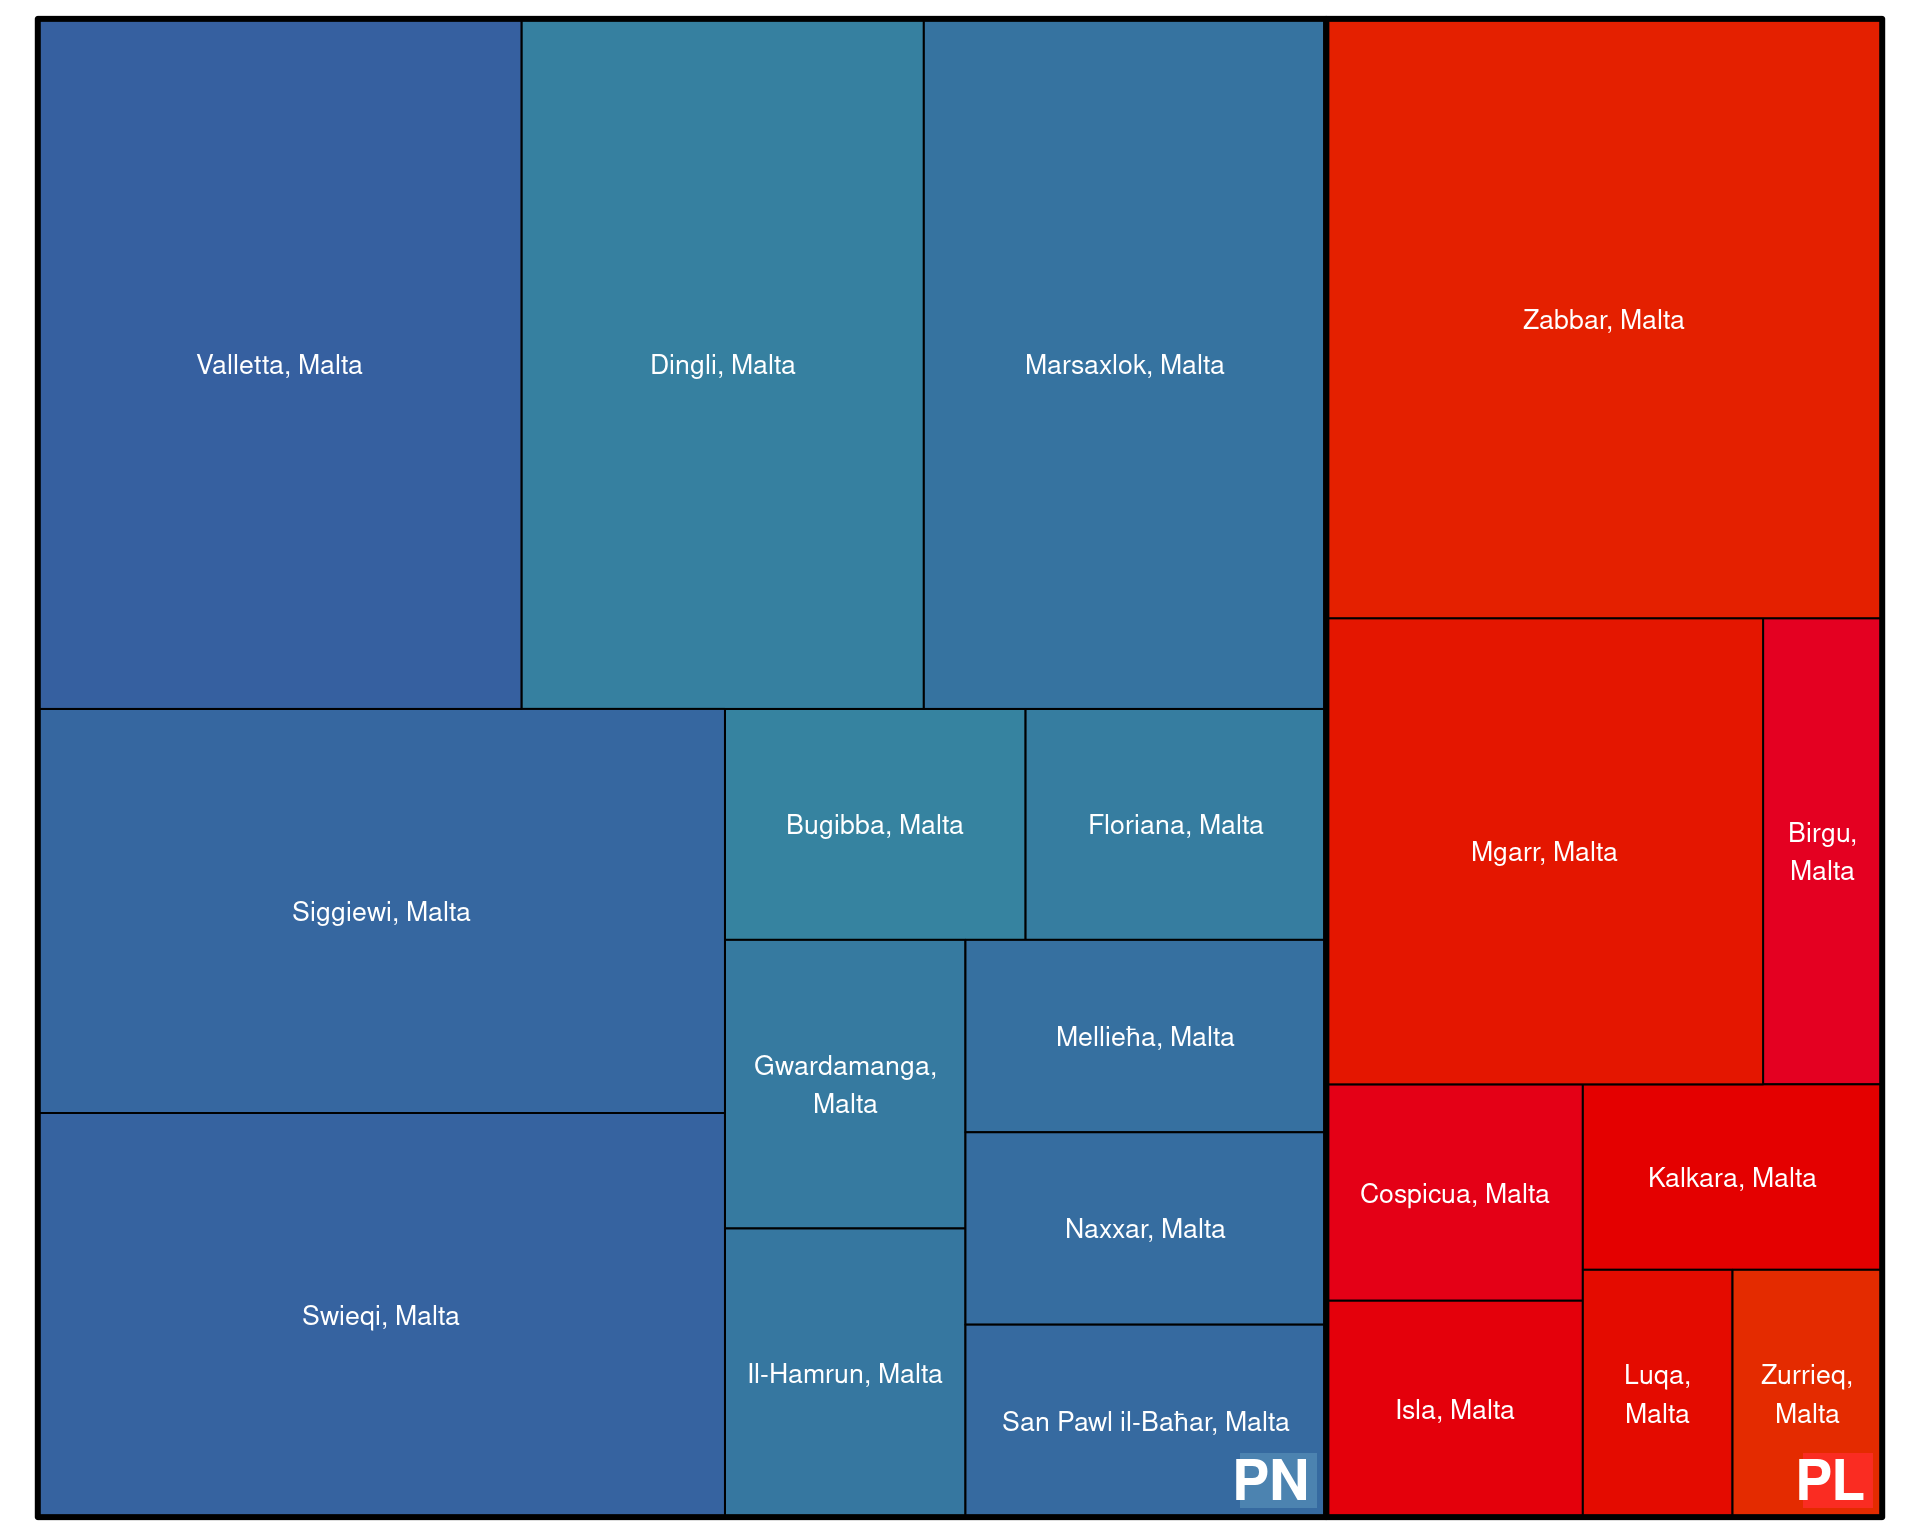 Valletta, Malta
Dingli, Malta
Marsaxlok, Malta
Siggiewi, Malta
Bugibba, Malta
Floriana, Malta
Gwardamanga,
Malta
Mellieħa, Malta
Naxxar, Malta
Swieqi, Malta
Il-Hamrun, Malta
San Pawl il-Baħar, Malta
PN
Zabbar, Malta
Mgarr, Malta
Birgu,
Malta
Cospicua, Malta
Kalkara, Malta
Isla, Malta
Luqa,
Malta
Zurrieq,
Malta
PL